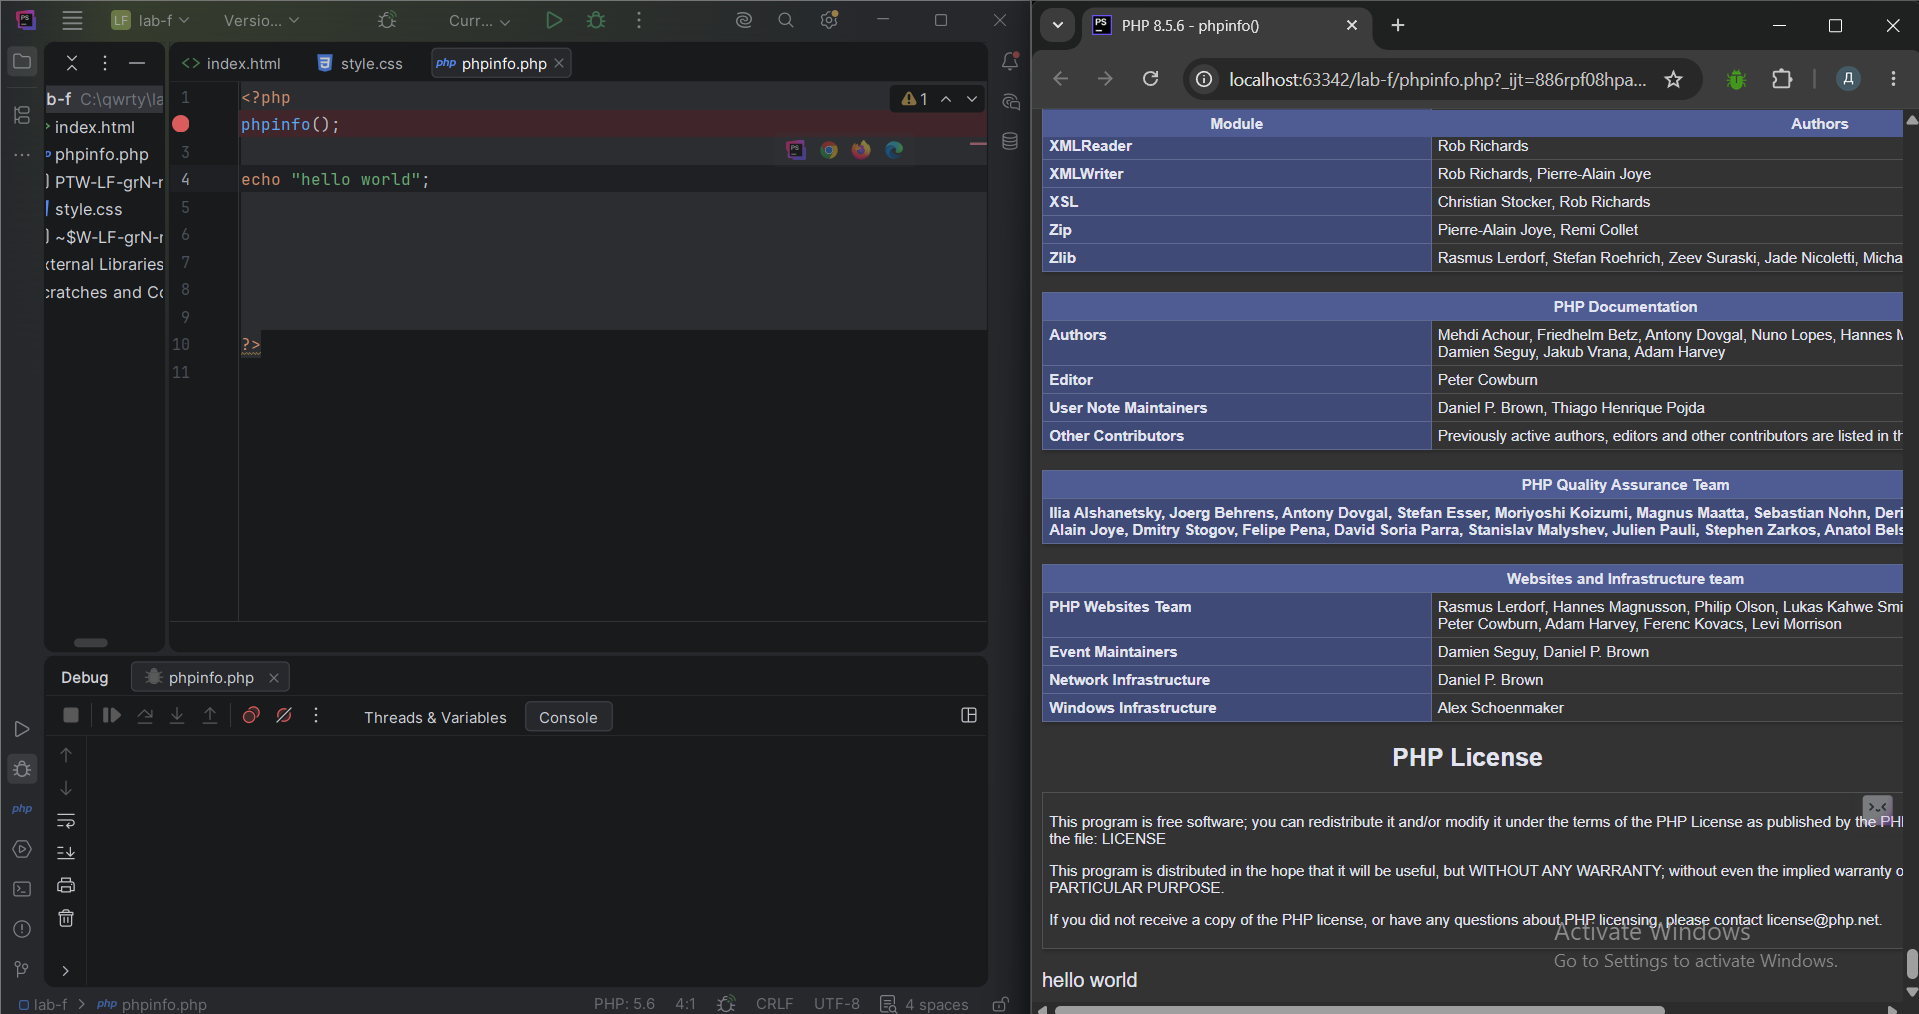 LF lab-f
Versio...
Curr...
b-f C:\qwrty\la
index.html
phpinfo.php
PTW-LF-grN-r
style.css
~$W-LF-grN-r
xternal Libraries
cratches and Co
index.html
style.css
php phpinfo.php
1 <?php
phpinfo();
3
4 echo "hello world";
5
6
7
8
9
10 ?>
11
1
Debug
phpinfo.php
Threads & Variables
Console
php
lab-f > php phpinfo.php
PHP: 5.6 4:1 CRLF UTF-8 4 spaces
PS PHP 8.5.6 - phpinfo()
localhost:63342/lab-f/phpinfo.php?_ijt=886rpf08hpa...
Д
Module Authors
XMLReader Rob Richards
XMLWriter Rob Richards, Pierre-Alain Joye
XSL Christian Stocker, Rob Richards
Zip Pierre-Alain Joye, Remi Collet
Zlib Rasmus Lerdorf, Stefan Roehrich, Zeev Suraski, Jade Nicoletti, Micha
PHP Documentation
Authors Mehdi Achour, Friedhelm Betz, Antony Dovgal, Nuno Lopes, Hannes M
Damien Seguy, Jakub Vrana, Adam Harvey
Editor Peter Cowburn
User Note Maintainers Daniel P. Brown, Thiago Henrique Pojda
Other Contributors Previously active authors, editors and other contributors are listed in th
PHP Quality Assurance Team
Ilia Alshanetsky, Joerg Behrens, Antony Dovgal, Stefan Esser, Moriyoshi Koizumi, Magnus Maatta, Sebastian Nohn, Deri
Alain Joye, Dmitry Stogov, Felipe Pena, David Soria Parra, Stanislav Malyshev, Julien Pauli, Stephen Zarkos, Anatol Bels
Websites and Infrastructure team
PHP Websites Team Rasmus Lerdorf, Hannes Magnusson, Philip Olson, Lukas Kahwe Smi
Peter Cowburn, Adam Harvey, Ferenc Kovacs, Levi Morrison
Event Maintainers Damien Seguy, Daniel P. Brown
Network Infrastructure Daniel P. Brown
Windows Infrastructure Alex Schoenmaker
PHP License
This program is free software; you can redistribute it and/or modify it under the terms of the PHP License as published by the PH
the file: LICENSE
This program is distributed in the hope that it will be useful, but WITHOUT ANY WARRANTY; without even the implied warranty o
PARTICULAR PURPOSE.
If you did not receive a copy of the PHP license, or have any questions about PHP licensing, please contact license@php.net.
hello world
Activate Windows
Go to Settings to activate Windows.